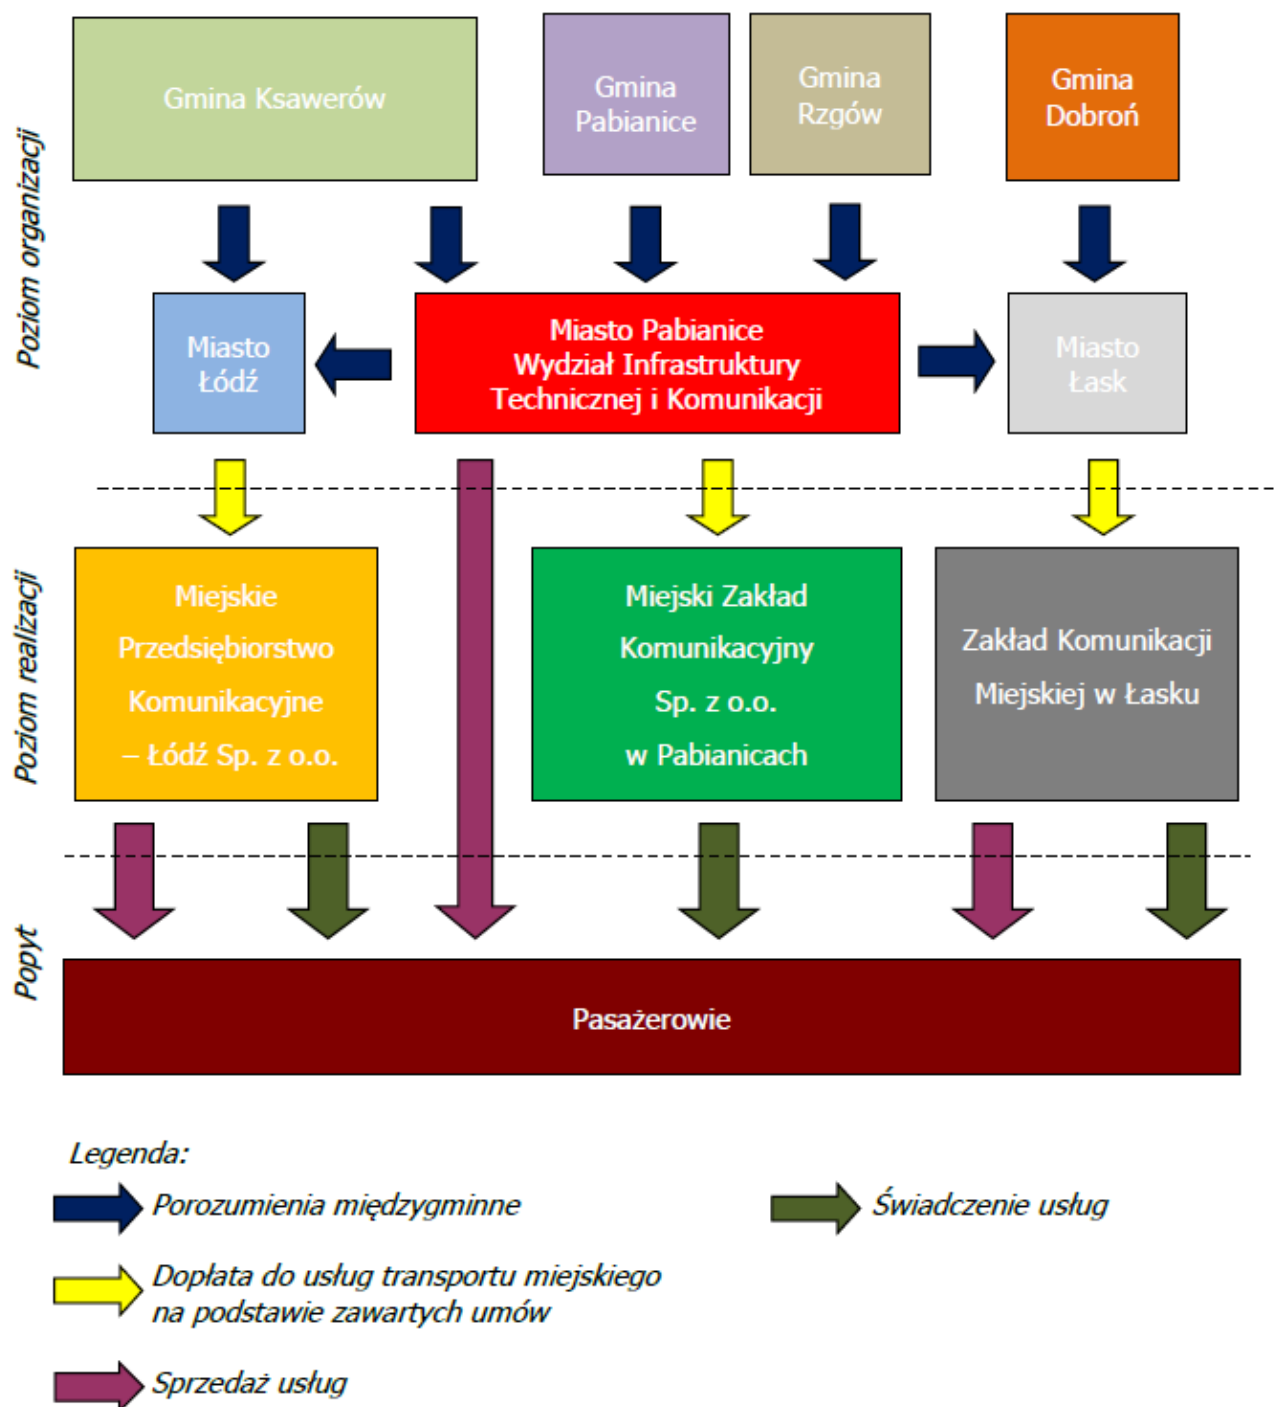 Poziom organizacji
Gmina Ksawerów
Gmina
Pabianice
Gmina
Rzgów
Gmina
Dobroń
Miasto
Łódź
Miasto Pabianice
Wydział Infrastruktury
Technicznej i Komunikacji
Miasto
Łask
Poziom realizacji
Miejskie
Przedsiębiorstwo
Komunikacyjne
– Łódź Sp. z o.o.
Miejski Zakład
Komunikacyjny
Sp. z o.o.
w Pabianicach
Zakład Komunikacji
Miejskiej w Łasku
Popyt
Pasażerowie
Legenda:
Porozumienia międzygminne
Świadczenie usług
Dopłata do usług transportu miejskiego
na podstawie zawartych umów
Sprzedaż usług